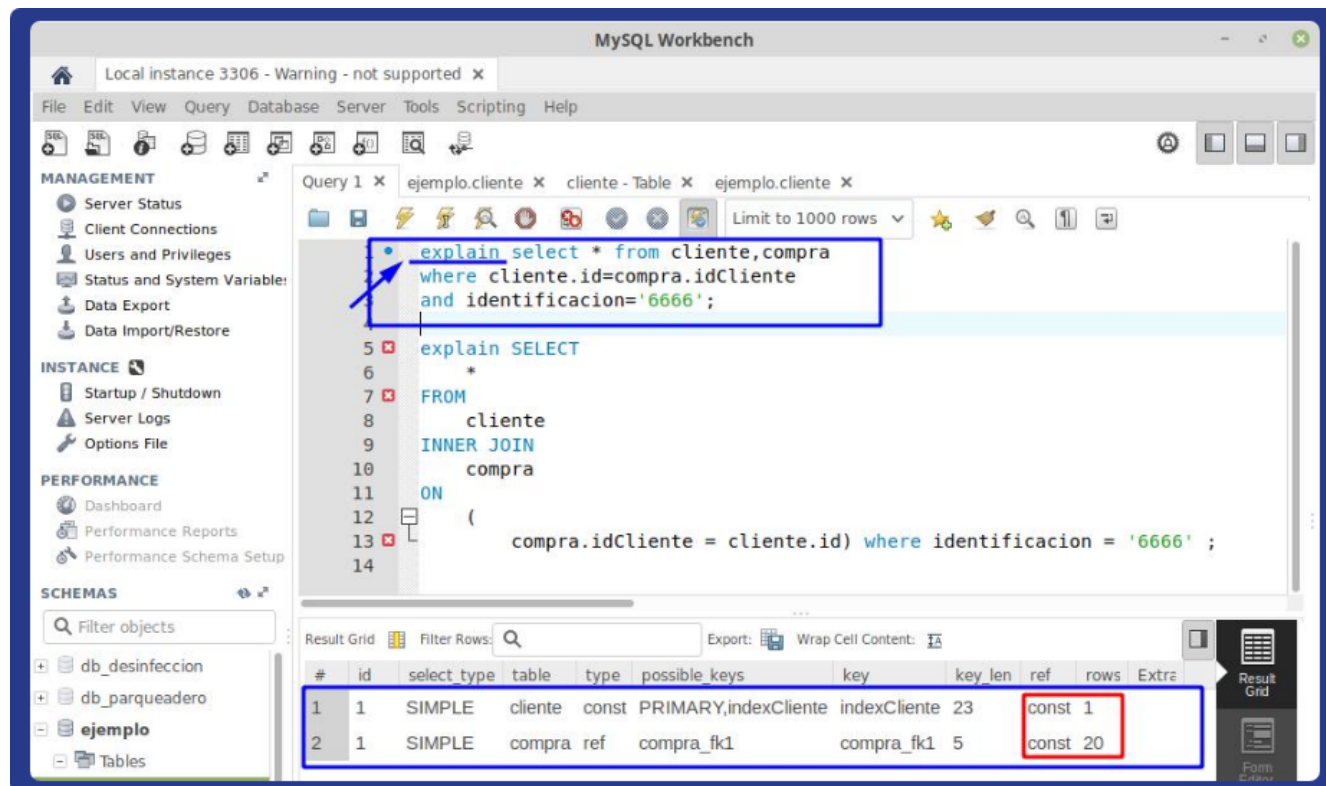 MySQL Workbench
Local instance 3306 - Warning - not supported
File Edit View Query Database Server Tools Scripting Help
MANAGEMENT
Server Status
Client Connections
Users and Privileges
Status and System Variable
Data Export
Data Import/Restore
INSTANCE
Startup / Shutdown
Server Logs
Options File
PERFORMANCE
Dashboard
Performance Reports
Performance Schema Setup
SCHEMAS
Filter objects
db_desinfeccion
db_parqueadero
ejemplo
Tables
Query 1 ejemplo.cliente cliente - Table ejemplo.cliente
Limit to 1000 rows
1 explain select * from cliente,compra
2 where cliente.id=compra.idCliente
3 and identificacion='6666';
4
5 explain SELECT
6 *
7 FROM
8 cliente
9 INNER JOIN
10 compra
11 ON
12 (
13 compra.idCliente = cliente.id) where identificacion = '6666' ;
14
Result Grid Filter Rows: Export: Wrap Cell Content:
# id select_type table type possible_keys key key_len ref rows Extra
1 1 SIMPLE cliente const PRIMARY,indexCliente indexCliente 23 const 1
2 1 SIMPLE compra ref compra_fk1 compra_fk1 5 const 20
Result
Grid
Form
Editor